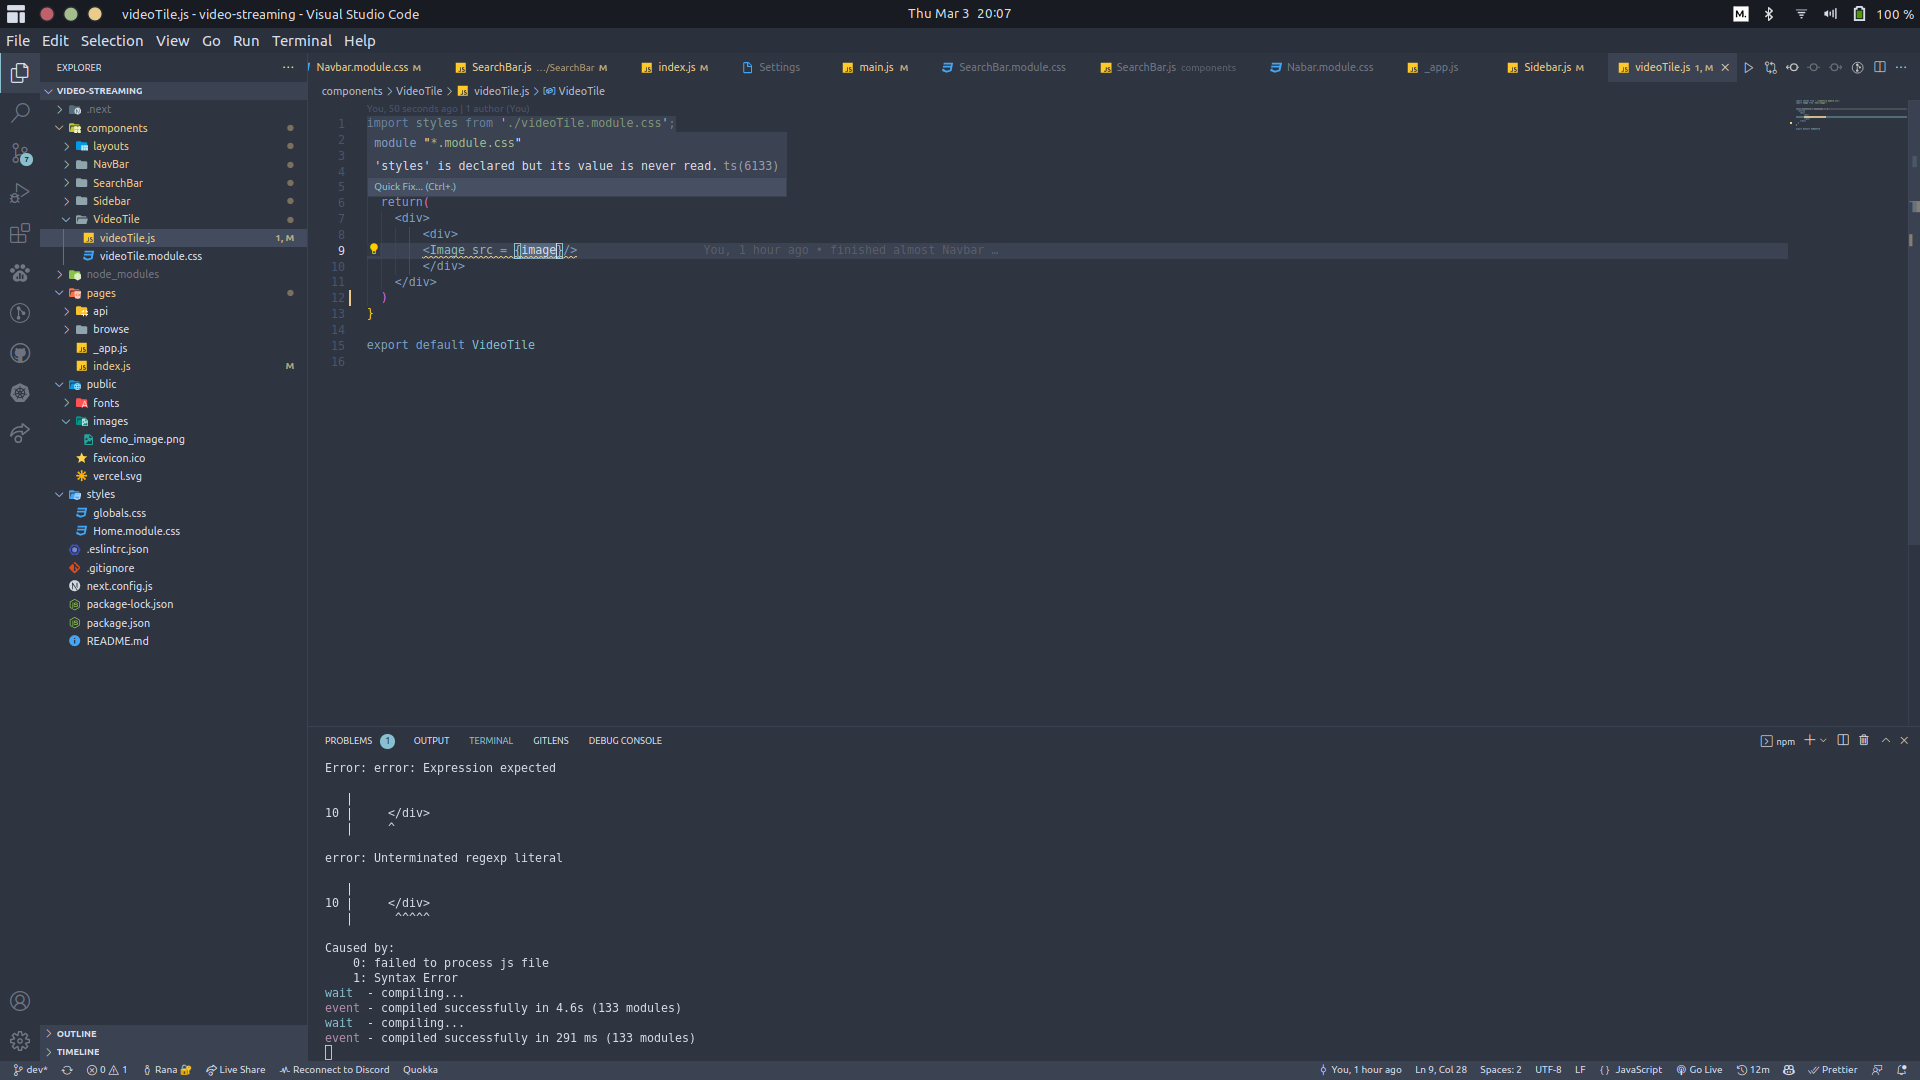 videoTile.js - video-streaming - Visual Studio Code
Thu Mar 3 20:07
M.
100 %
File Edit Selection View Go Run Terminal Help
EXPLORER
VIDEO-STREAMING
.next
components
layouts
NavBar
SearchBar
Sidebar
VideoTile
videoTile.js 1, M
videoTile.module.css
node_modules
pages
api
browse
_app.js
index.js M
public
fonts
images
demo_image.png
favicon.ico
vercel.svg
styles
globals.css
Home.module.css
.eslintrc.json
.gitignore
next.config.js
package-lock.json
package.json
README.md
OUTLINE
TIMELINE
7
Navbar.module.css M SearchBar.js .../SearchBar M index.js M Settings main.js M SearchBar.module.css SearchBar.js components Nabar.module.css _app.js Sidebar.js M videoTile.js 1, M
components > VideoTile > videoTile.js > VideoTile
You, 50 seconds ago | 1 author (You)
1 import styles from './videoTile.module.css';
2 module "*.module.css"
3
4 'styles' is declared but its value is never read. ts(6133)
5 Quick Fix... (Ctrl+.)
6 return(
7 <div>
8 <div>
9 <Image src = {image}/> You, 1 hour ago • finished almost Navbar …
10 </div>
11 </div>
12 )
13 }
14
15 export default VideoTile
16
PROBLEMS 1 OUTPUT TERMINAL GITLENS DEBUG CONSOLE
npm
Error: error: Expression expected
|
10 | </div>
| ^
error: Unterminated regexp literal
|
10 | </div>
| ^^^^^
Caused by:
0: failed to process js file
1: Syntax Error
wait - compiling...
event - compiled successfully in 4.6s (133 modules)
wait - compiling...
event - compiled successfully in 291 ms (133 modules)
dev* 0 1 Rana Live Share Reconnect to Discord Quokka
You, 1 hour ago Ln 9, Col 28 Spaces: 2 UTF-8 LF { } JavaScript Go Live 12m Prettier